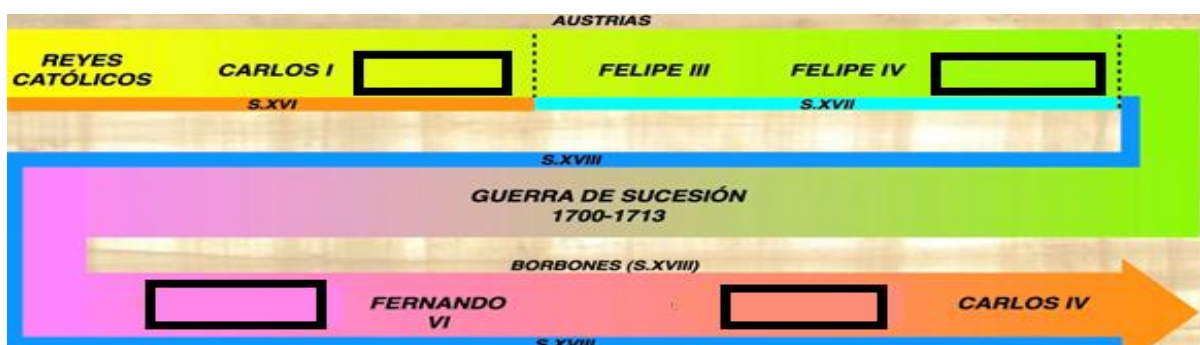 AUSTRIAS
REYES
CATÓLICOS
CARLOS I
FELIPE III
FELIPE IV
S.XVI
S.XVII
S.XVIII
GUERRA DE SUCESIÓN
1700-1713
BORBONES (S.XVIII)
FERNANDO
VI
CARLOS IV
S.XVIII